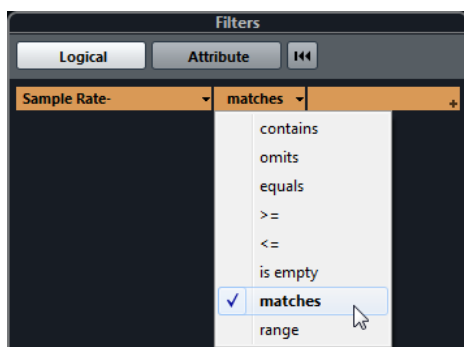 Filters
Logical Attribute
Sample Rate- matches +
contains
omits
equals
>=
<=
is empty
✓ matches
range